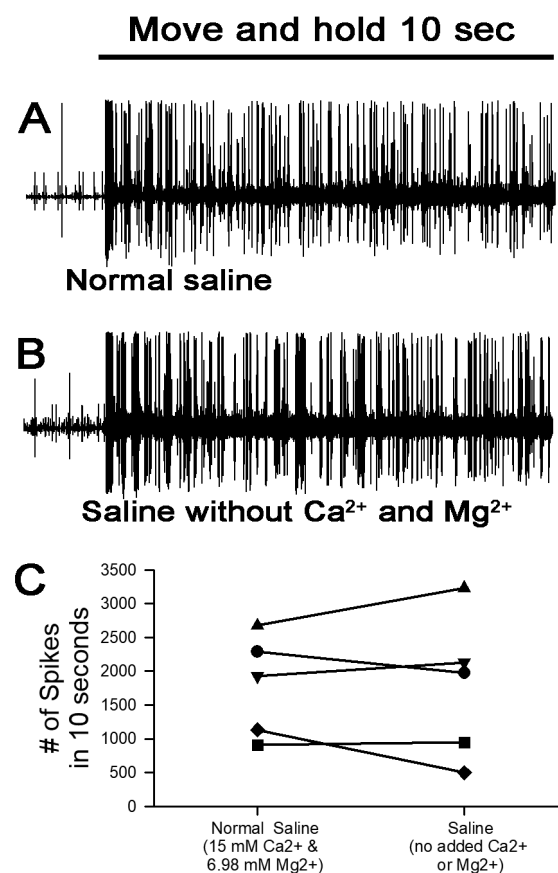 Move and hold 10 sec
A
Normal saline
B
Saline without Ca²⁺ and Mg²⁺
C
# of Spikes
in 10 seconds
3500
3000
2500
2000
1500
1000
500
0
Normal Saline
(15 mM Ca2+ &
6.98 mM Mg2+)
Saline
(no added Ca2+
or Mg2+)